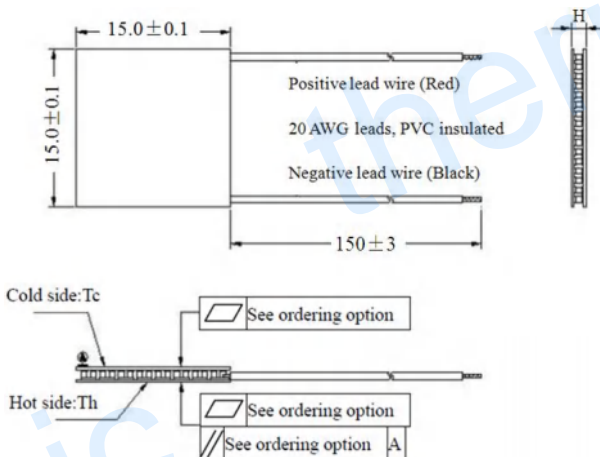 15.0±0.1
H
15.0±0.1
Positive lead wire (Red)
20 AWG leads, PVC insulated
Negative lead wire (Black)
150±3
Cold side:Tc
See ordering option
Hot side:Th
See ordering option
See ordering option A
ther
ic